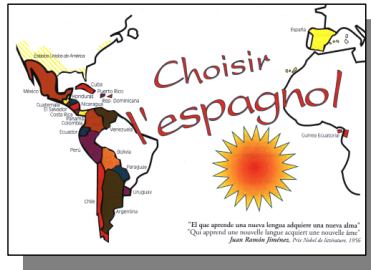 Choisir
l'espagnol
Estados Unidos de América
España
México
Cuba
Puerto Rico
Rep. Dominicana
Honduras
Guatemala
El Salvador
Nicaragua
Costa Rica
Panamá
Colombia
Venezuela
Ecuador
Guinea Ecuatorial
Perú
Bolivia
Paraguay
Chile
Uruguay
Argentina
"El que aprende una nueva lengua adquiere una nueva alma"
"Qui apprend une nouvelle langue acquiert une nouvelle âme"
Juan Ramón Jiménez, Prix Nobel de littérature, 1956